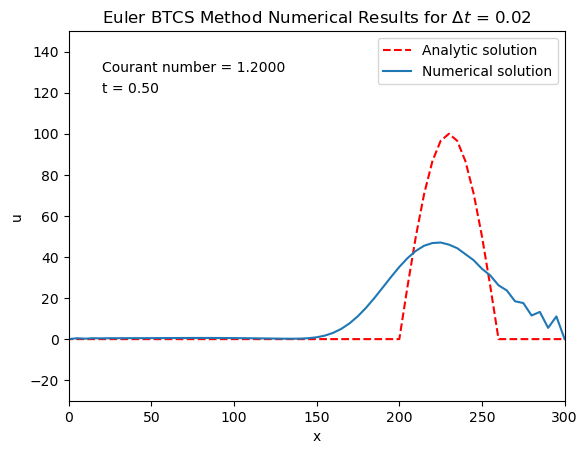 Euler BTCS Method Numerical Results for Δt = 0.02
Courant number = 1.2000
t = 0.50
Analytic solution
Numerical solution
u
140
120
100
80
60
40
20
0
−20
0 50 100 150 200 250 300
x